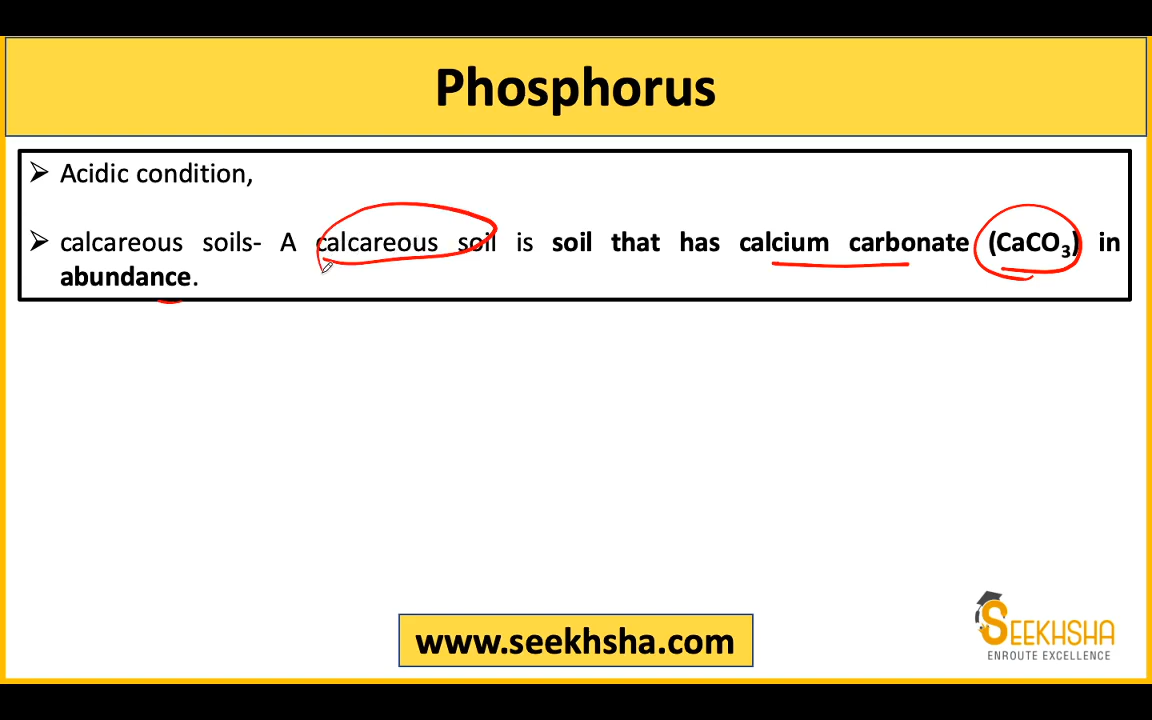 Phosphorus
➢ Acidic condition,
➢ calcareous soils- A calcareous soil is soil that has calcium carbonate (CaCO₃) in
abundance.
www.seekhsha.com
SEEKHSHA
ENROUTE EXCELLENCE